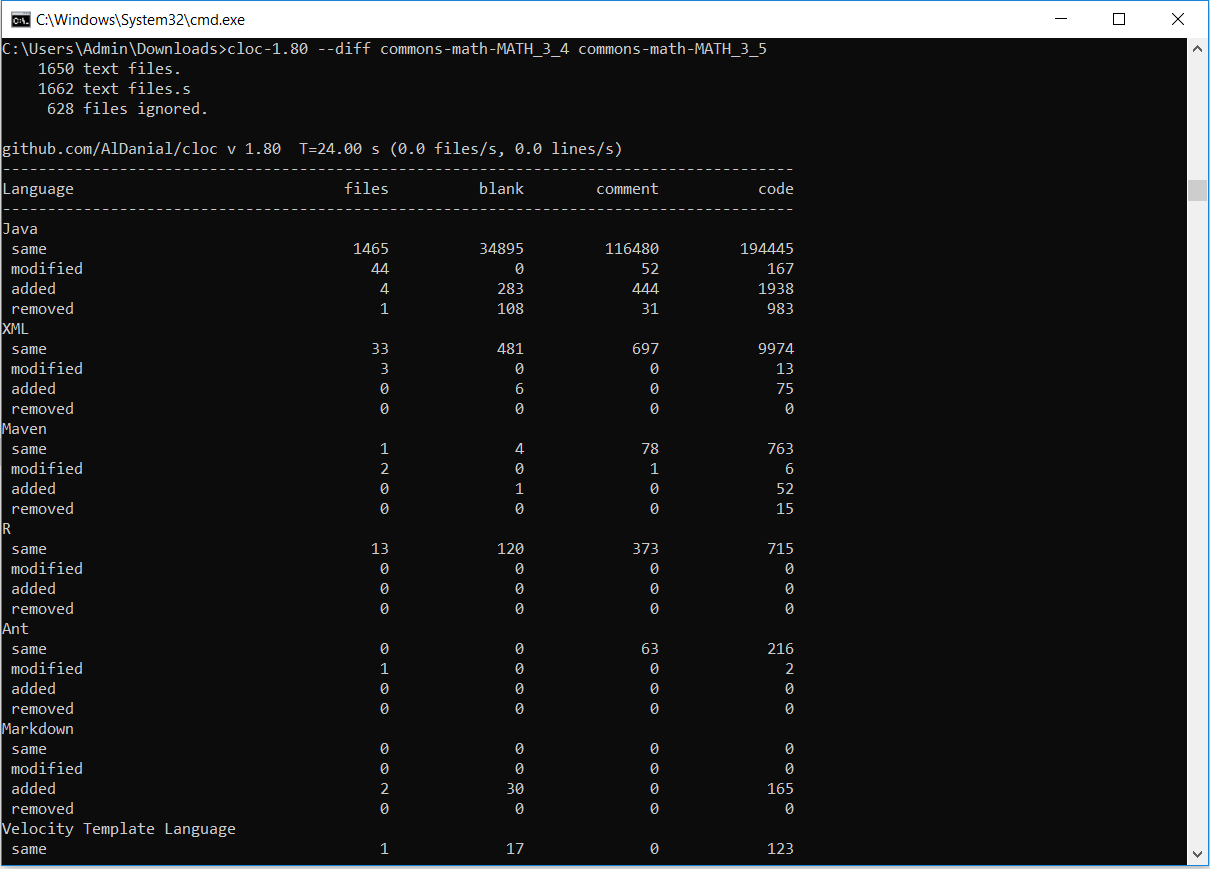 C:\Windows\System32\cmd.exe
C:\Users\Admin\Downloads>cloc-1.80 --diff commons-math-MATH_3_4 commons-math-MATH_3_5
    1650 text files.
    1662 text files.s
     628 files ignored.
github.com/AlDanial/cloc v 1.80  T=24.00 s (0.0 files/s, 0.0 lines/s)
----------------------------------------------------------------------------------------
Language                              files          blank        comment           code
----------------------------------------------------------------------------------------
Java
 same                                  1465          34895         116480         194445
 modified                                44              0             52            167
 added                                    4            283            444           1938
 removed                                  1            108             31            983
XML
 same                                    33            481            697           9974
 modified                                 3              0              0             13
 added                                    0              6              0             75
 removed                                  0              0              0              0
Maven
 same                                     1              4             78            763
 modified                                 2              0              1              6
 added                                    0              1              0             52
 removed                                  0              0              0             15
R
 same                                    13            120            373            715
 modified                                 0              0              0              0
 added                                    0              0              0              0
 removed                                  0              0              0              0
Ant
 same                                     0              0             63            216
 modified                                 1              0              0              2
 added                                    0              0              0              0
 removed                                  0              0              0              0
Markdown
 same                                     0              0              0              0
 modified                                 0              0              0              0
 added                                    2             30              0            165
 removed                                  0              0              0              0
Velocity Template Language
 same                                     1             17              0            123